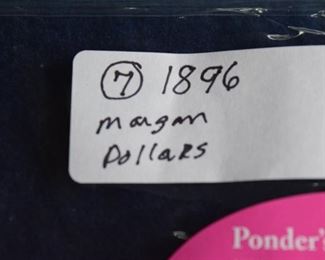 7 1896
Morgan
Dollars
Ponder'